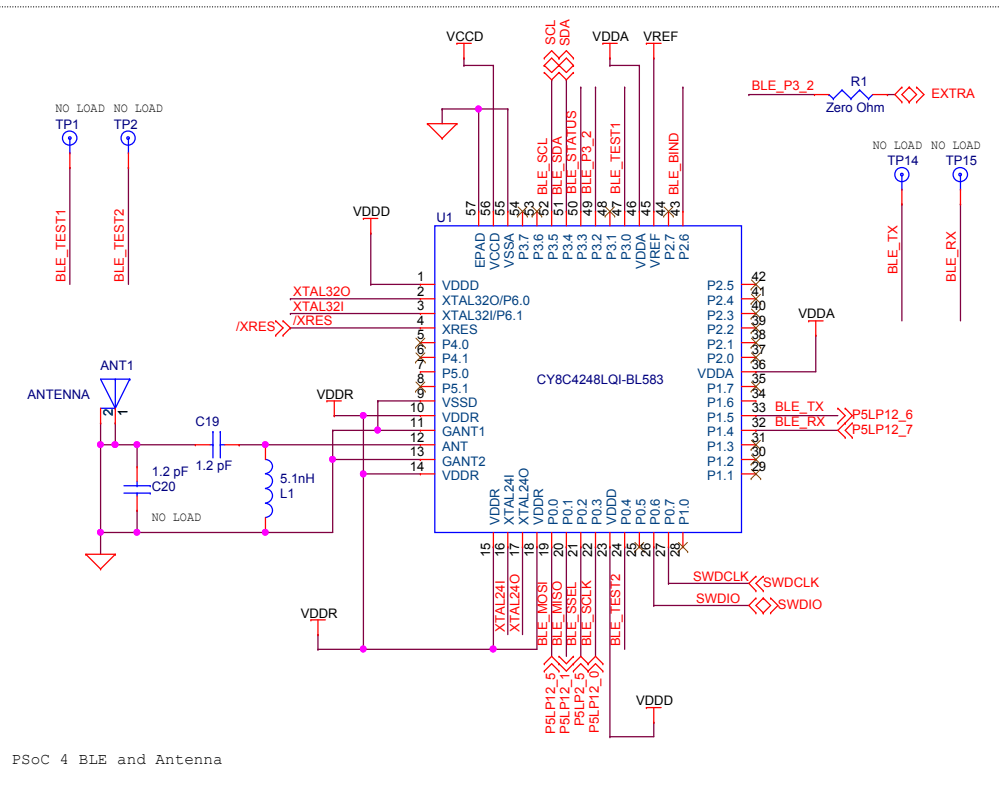 VCCD
SCL
SDA
VDDA
VREF
BLE_P3_2
R1
Zero Ohm
EXTRA
NO LOAD
TP1
NO LOAD
TP2
BLE_TEST1
BLE_TEST2
NO LOAD
TP14
NO LOAD
TP15
BLE_TX
BLE_RX
BLE_SCL
BLE_SDA
BLE_STATUS
BLE_P3_2
BLE_TEST1
BLE_BIND
57
56
55
54
53
52
51
50
49
48
47
46
45
44
43
U1
EPAD
VCCD
VSSA
P3.7
P3.6
P3.5
P3.4
P3.3
P3.2
P3.1
P3.0
VDDA
VREF
P2.7
P2.6
VDDD
XTAL32O
XTAL32I
/XRES
/XRES
1 VDDD
2 XTAL32O/P6.0
3 XTAL32I/P6.1
4 XRES
5 P4.0
6 P4.1
7 P5.0
8 P5.1
9 VSSD
10 VDDR
11 GANT1
12 ANT
13 GANT2
14 VDDR
CY8C4248LQI-BL583
P2.5 42
P2.4 41
P2.3 40
P2.2 39
P2.1 38
P2.0 37
VDDA 36
P1.7 35
P1.6 34
P1.5 33
P1.4 32
P1.3 31
P1.2 30
P1.1 29
VDDA
BLE_TX
P5LP12_6
BLE_RX
P5LP12_7
ANT1
ANTENNA
2
1
VDDR
C19
1.2 pF
1.2 pF
C20
NO LOAD
5.1nH
L1
VDDR
XTAL24I
XTAL24O
VDDR
P0.0
P0.1
P0.2
P0.3
VDDD
P0.4
P0.5
P0.6
P0.7
P1.0
15
16
17
18
19
20
21
22
23
24
25
26
27
28
VDDR
XTAL24I
XTAL24O
BLE_MOSI
BLE_MISO
BLE_SSEL
BLE_SCLK
BLE_TEST2
SWDCLK
SWDCLK
SWDIO
SWDIO
P5LP12_5
P5LP12_1
P5LP2_5
P5LP12_0
VDDD
PSoC 4 BLE and Antenna